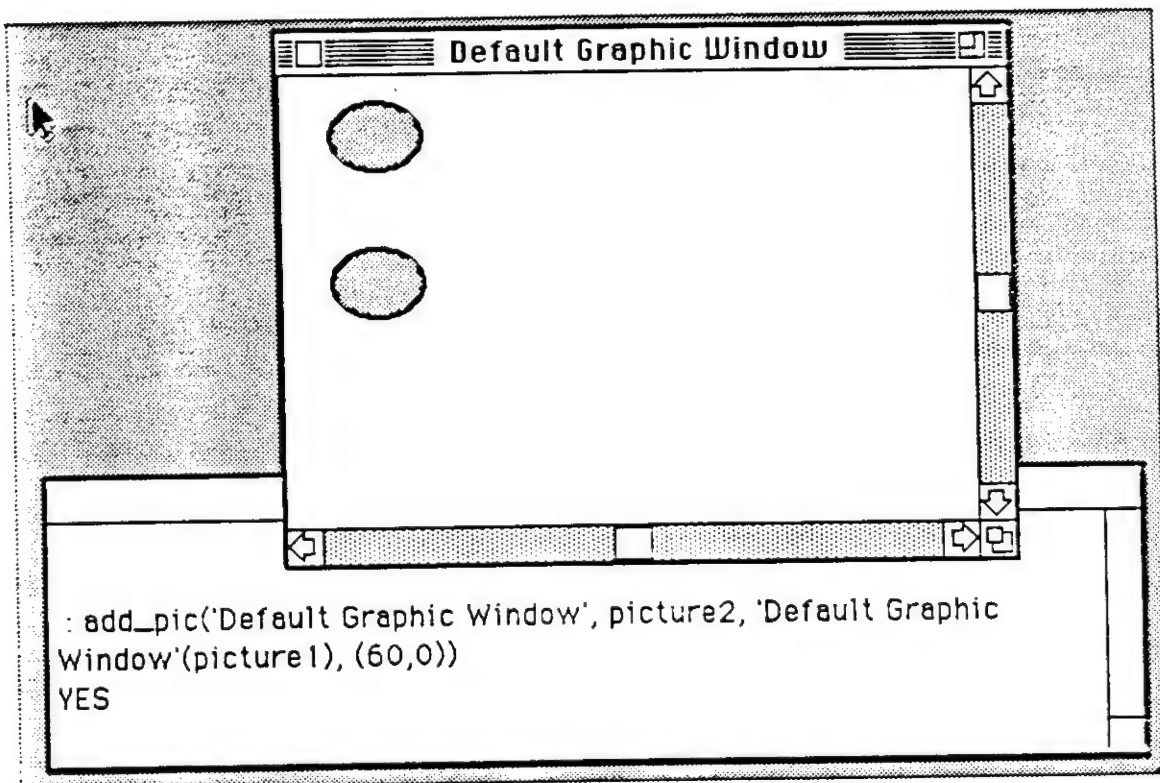 Default Graphic Window
: add_pic('Default Graphic Window', picture2, 'Default Graphic
Window'(picture1), (60,0))
YES